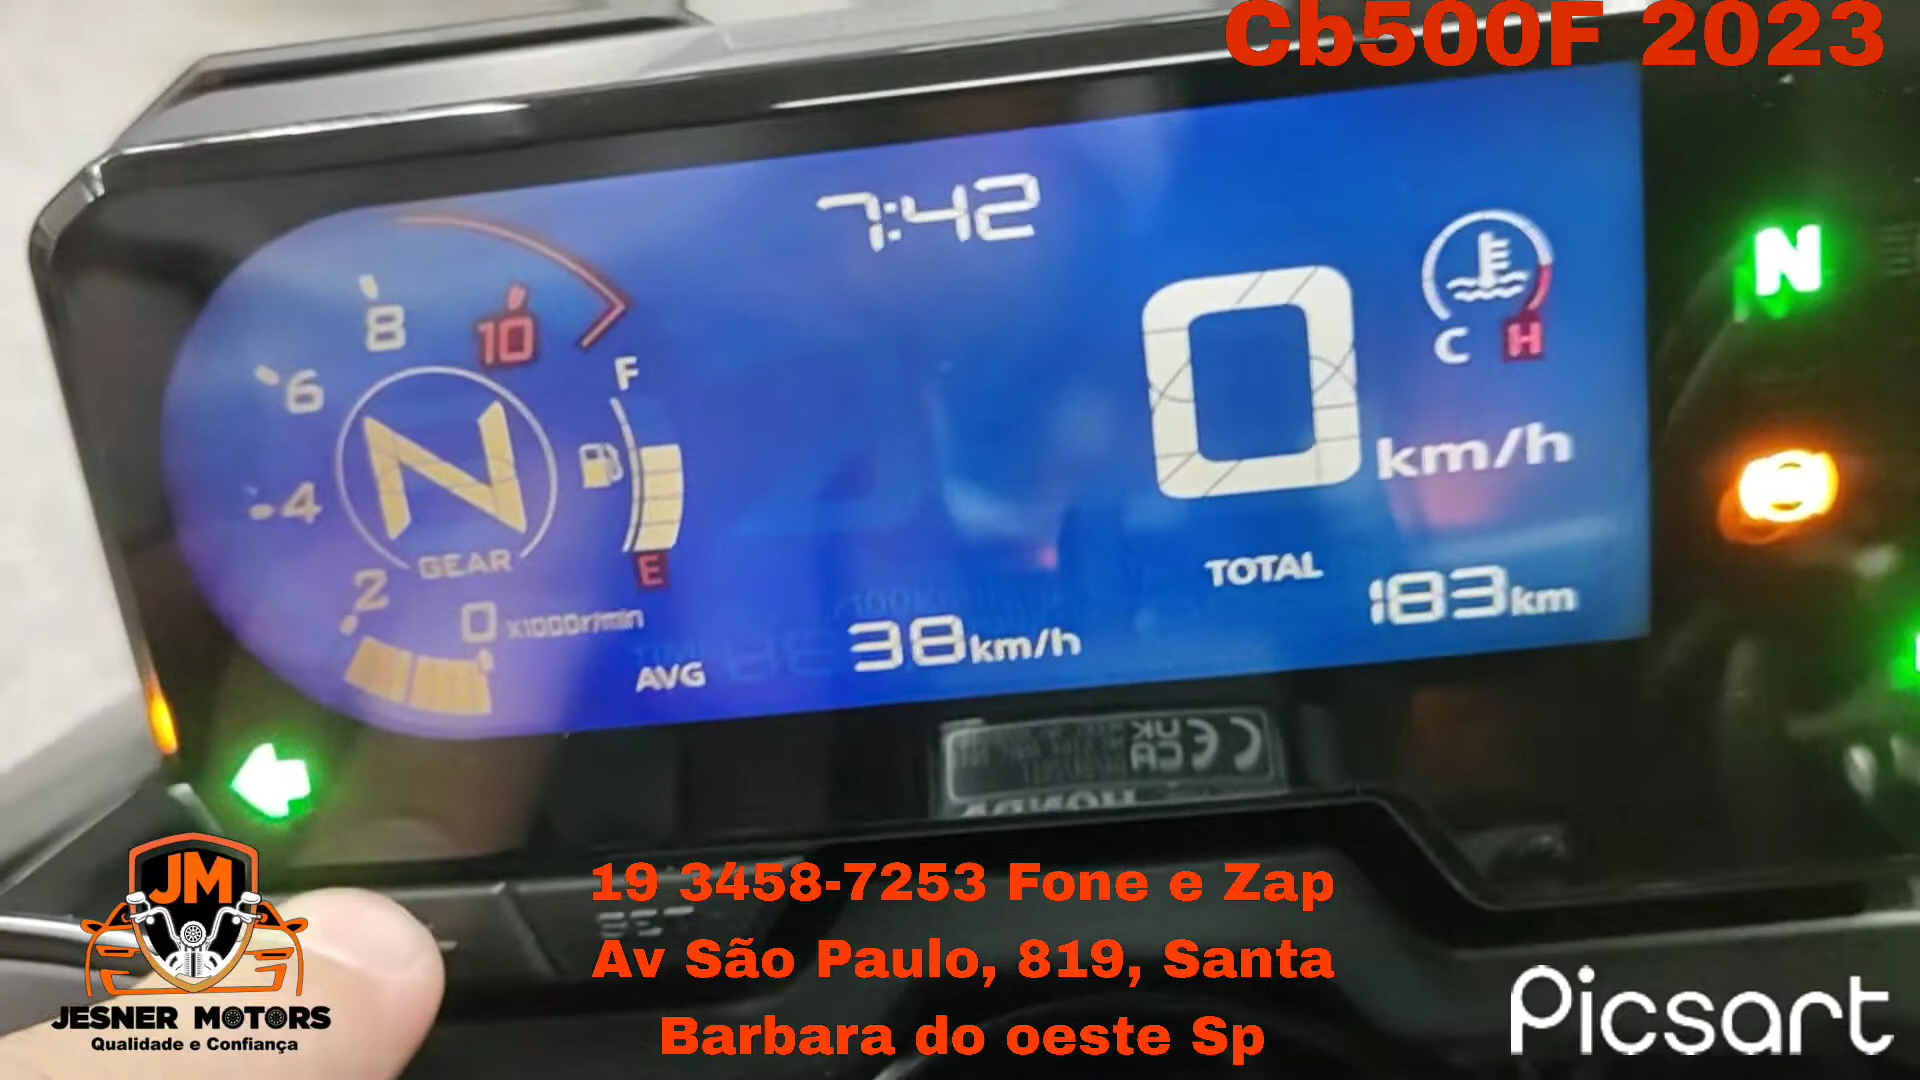 Cb500F 2023
7:42
8
10
6
F
N
4
GEAR
E
2
0 x1000r/min
AVG 38km/h
0 km/h
C H
TOTAL
183km
N
SET
JM
JESNER MOTORS
Qualidade e Confiança
19 3458-7253 Fone e Zap
Av São Paulo, 819, Santa
Barbara do oeste Sp
Picsart